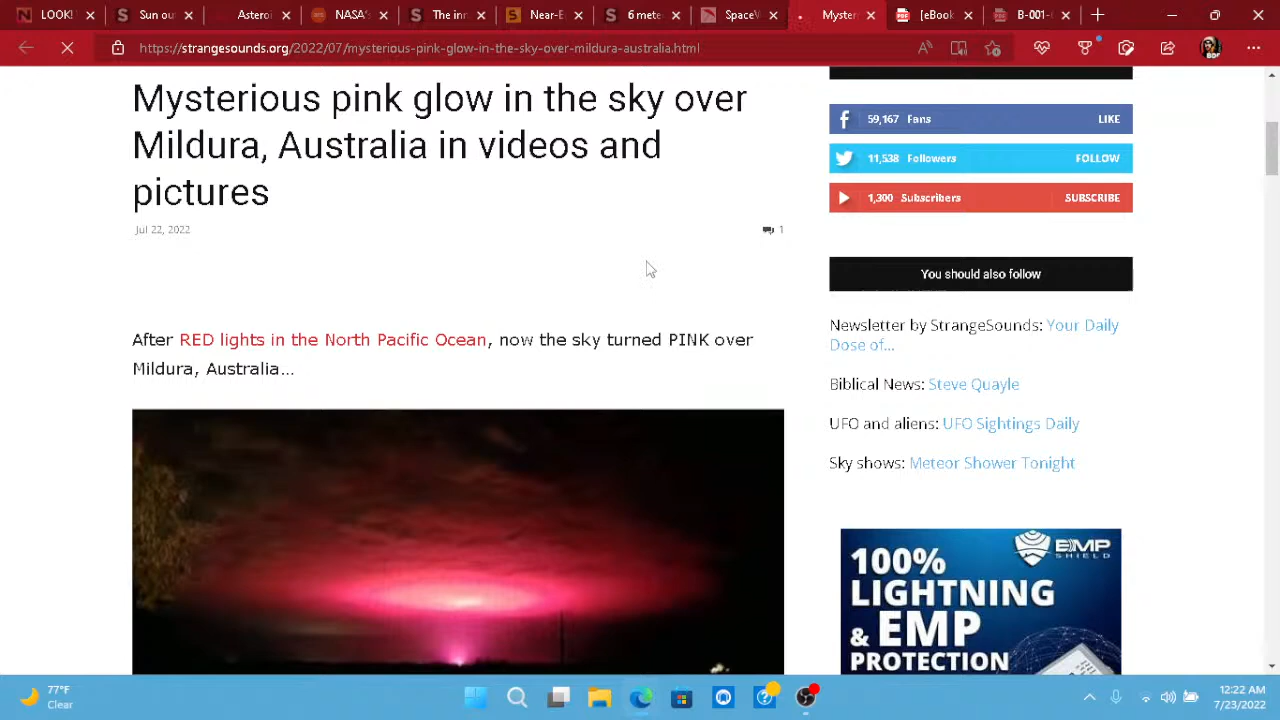 LOOK!
Sun ou
Asteroi
NASA's
The inn
Near-E
6 mete
SpaceW
Myster
[eBook
B-001-
https://strangesounds.org/2022/07/mysterious-pink-glow-in-the-sky-over-mildura-australia.html
Mysterious pink glow in the sky over
Mildura, Australia in videos and
pictures
Jul 22, 2022
1
After RED lights in the North Pacific Ocean, now the sky turned PINK over
Mildura, Australia...
59,167 Fans LIKE
11,538 Followers FOLLOW
1,300 Subscribers SUBSCRIBE
You should also follow
Newsletter by StrangeSounds: Your Daily
Dose of...
Biblical News: Steve Quayle
UFO and aliens: UFO Sightings Daily
Sky shows: Meteor Shower Tonight
EMP
SHIELD
100%
LIGHTNING
& EMP
PROTECTION
77°F
Clear
12:22 AM
7/23/2022